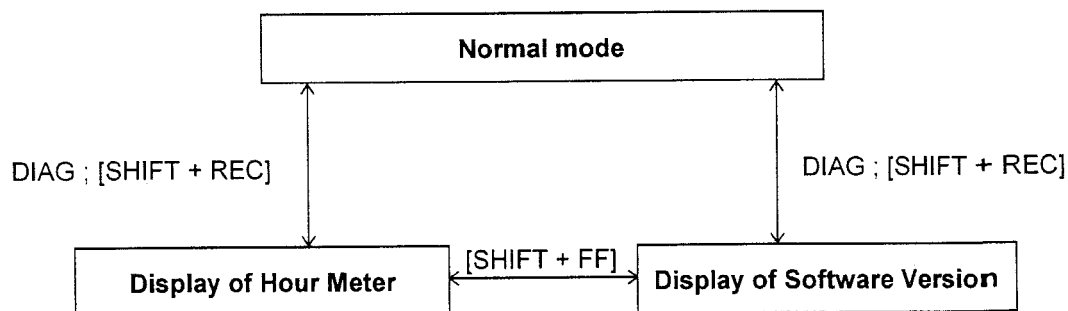 Normal mode
DIAG ; [SHIFT + REC]
DIAG ; [SHIFT + REC]
[SHIFT + FF]
Display of Hour Meter
Display of Software Version